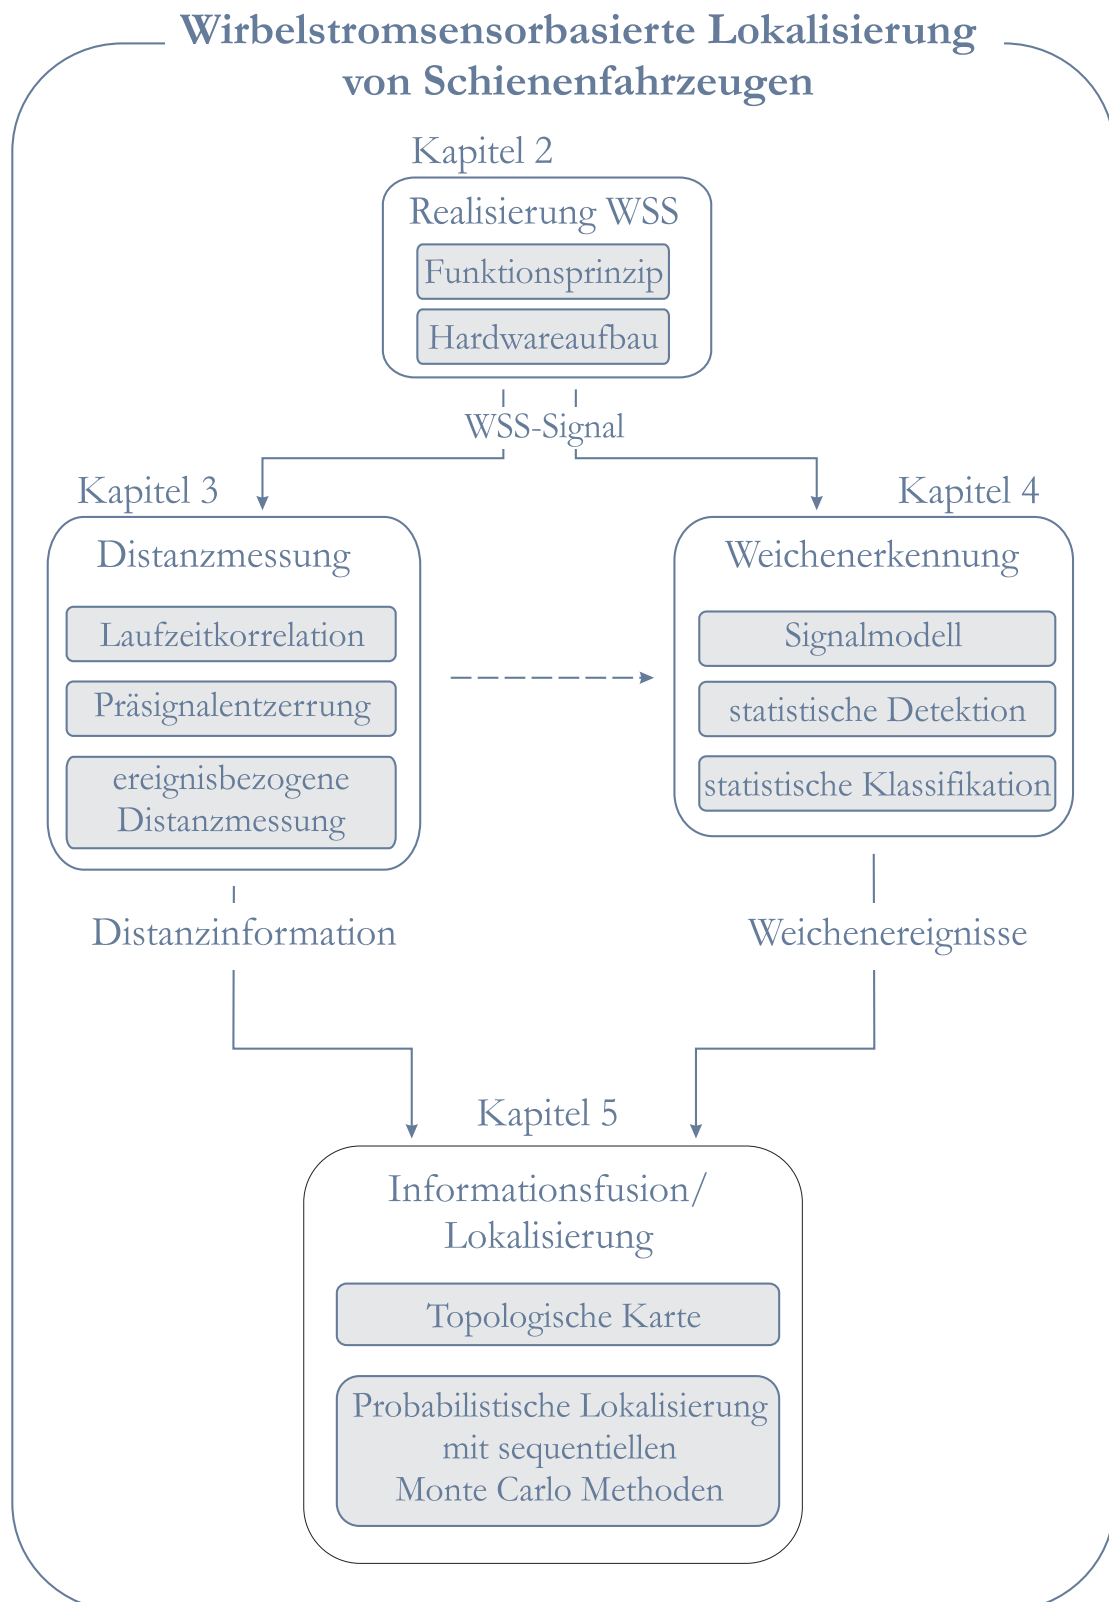 Wirbelstromsensorbasierte Lokalisierung
von Schienenfahrzeugen
Kapitel 2
Realisierung WSS
Funktionsprinzip
Hardwareaufbau
WSS-Signal
Kapitel 3
Distanzmessung
Laufzeitkorrelation
Präsignalentzerrung
ereignisbezogene
Distanzmessung
Kapitel 4
Weichenerkennung
Signalmodell
statistische Detektion
statistische Klassifikation
Distanzinformation
Weichenereignisse
Kapitel 5
Informationsfusion/
Lokalisierung
Topologische Karte
Probabilistische Lokalisierung
mit sequentiellen
Monte Carlo Methoden